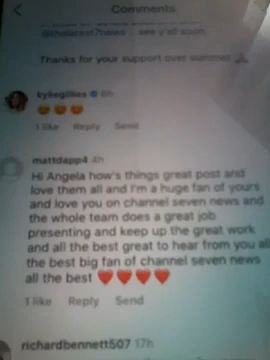 Comments
see y'all soon,
Thanks for your support over summer 🙏
kyliegillies 6h
😍 😍 😍
1 like Reply Send
mattdapp4 4h
Hi Angela how's things great post and
love them all and I'm a huge fan of yours
and love you on channel seven news and
the whole team does a great job
presenting and keep up the great work
and all the best great to hear from you all
the best big fan of channel seven news
all the best ❤️❤️❤️❤️
1 like Reply Send
richardbennett507 17h